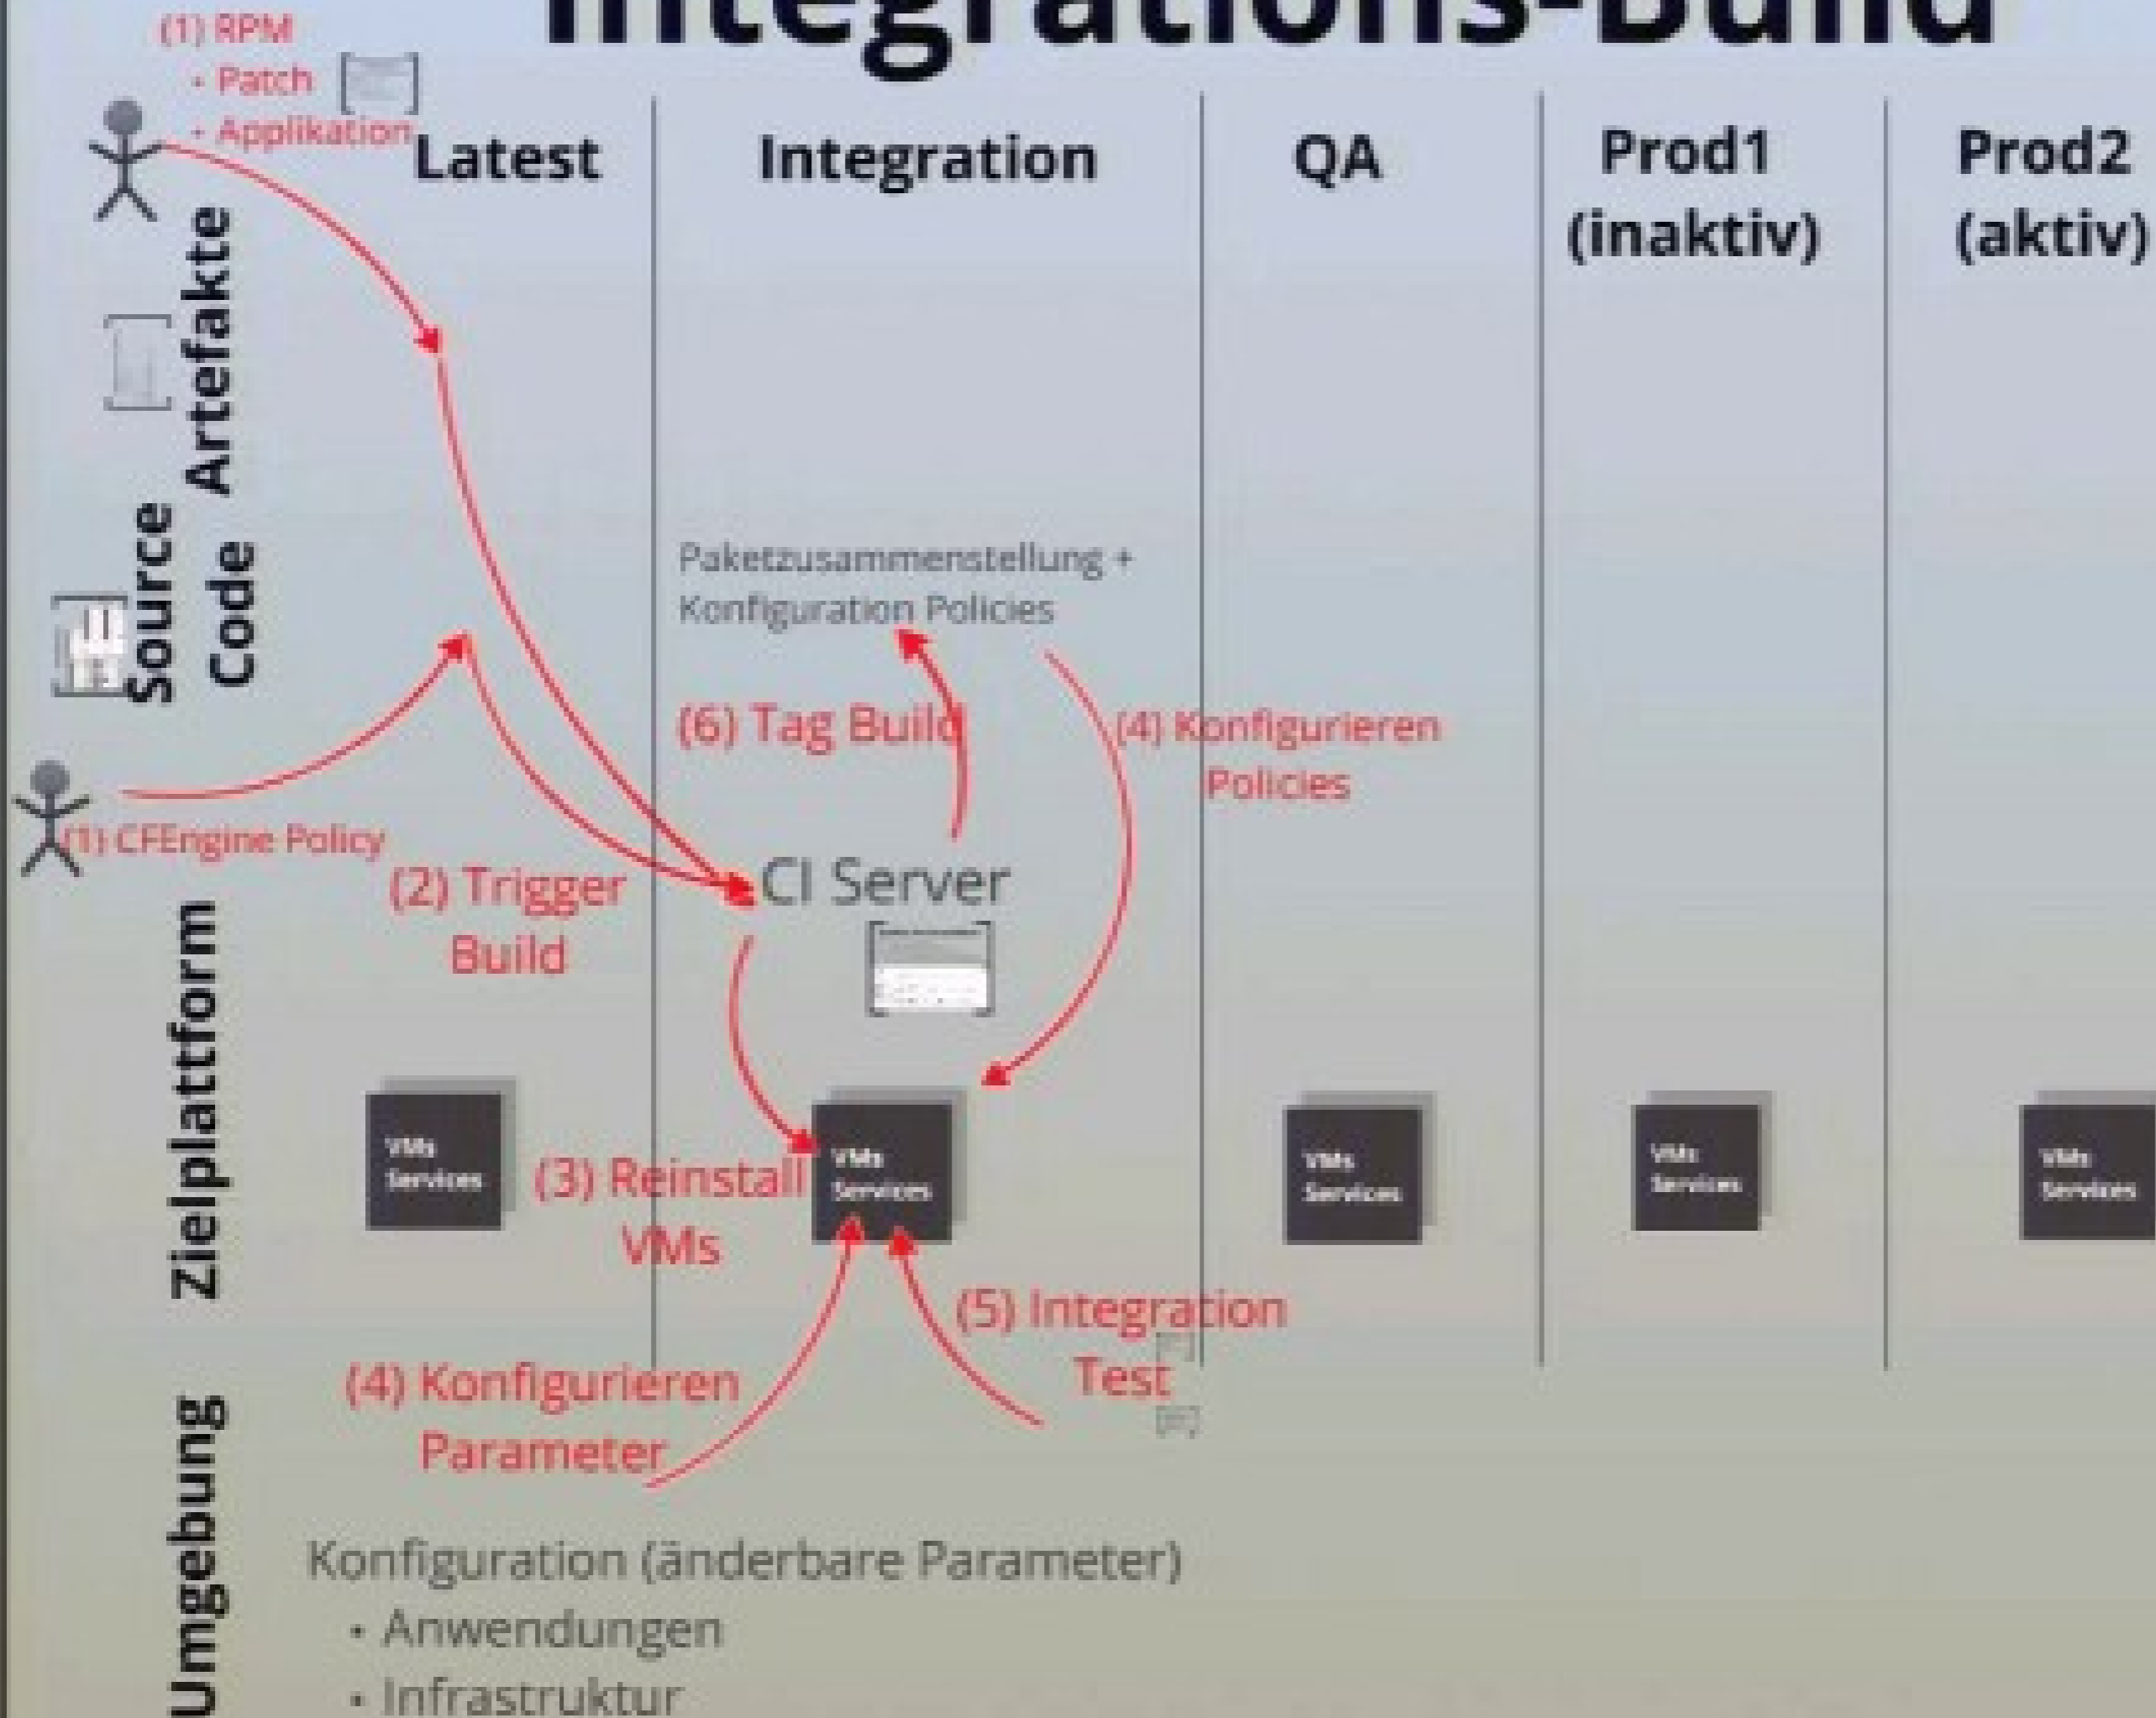 Integrations-Build
(1) RPM
• Patch
• Applikation
Latest
Integration
QA
Prod1
(inaktiv)
Prod2
(aktiv)
Artefakte
Source
Code
Paketzusammenstellung +
Konfiguration Policies
(6) Tag Build
(4) Konfigurieren
Policies
(1) CFEngine Policy
(2) Trigger
Build
CI Server
Zielplattform
VMs
Services
(3) Reinstall
VMs
VMs
Services
VMs
Services
VMs
Services
VMs
Services
(5) Integration
Test
(4) Konfigurieren
Parameter
Umgebung
Konfiguration (änderbare Parameter)
• Anwendungen
• Infrastruktur